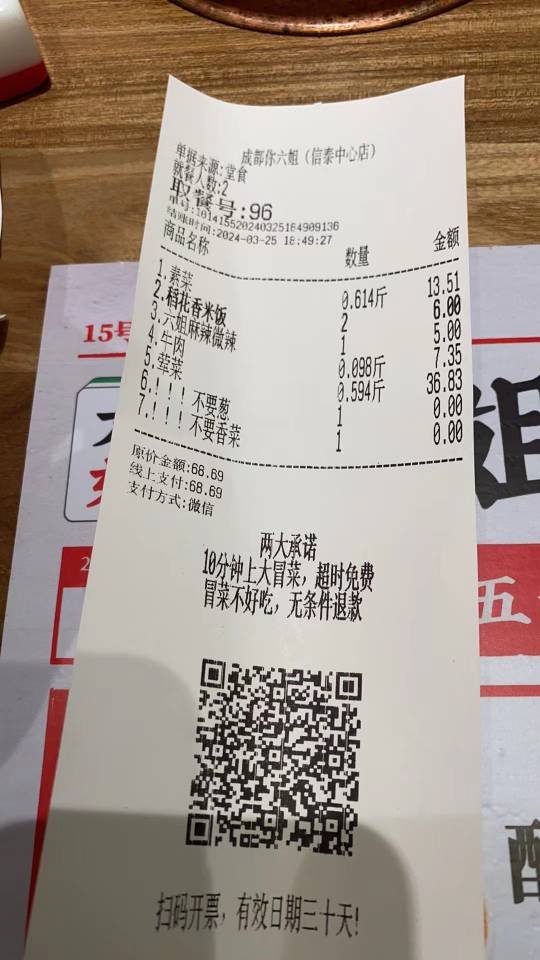 成都你六姐（信泰中心店）
单据来源:堂食
就餐人数:2
取餐号:96
单号:101415520240325184909136
结账时间:2024-03-25 18:49:27
商品名称 数量 金额
1.素菜 0.614斤 13.51
2.稻花香米饭 2 6.00
3.六姐麻辣微辣 1 5.00
4.牛肉 0.098斤 7.35
5.荤菜 0.594斤 36.83
6.！！！不要葱 1 0.00
7.！！！不要香菜 1 0.00
原价金额:68.69
线上支付:68.69
支付方式:微信
两大承诺
10分钟上大冒菜，超时免费
冒菜不好吃，无条件退款
扫码开票，有效日期三十天!
15号
姐
五